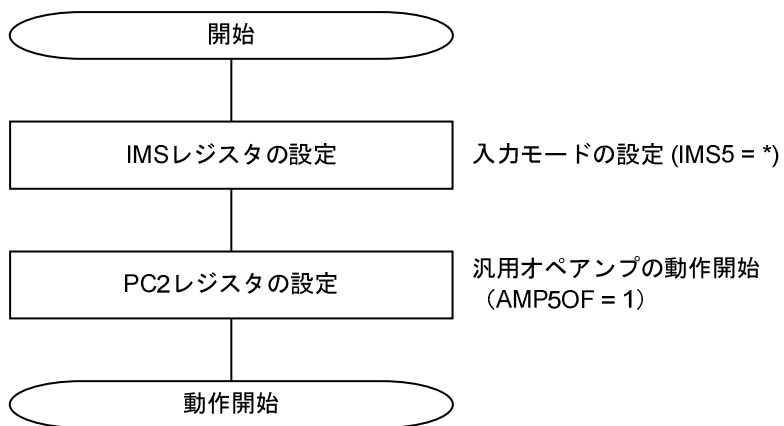 開始
IMSレジスタの設定
入力モードの設定 (IMS5 = *)
PC2レジスタの設定
汎用オペアンプの動作開始
（AMP5OF = 1）
動作開始